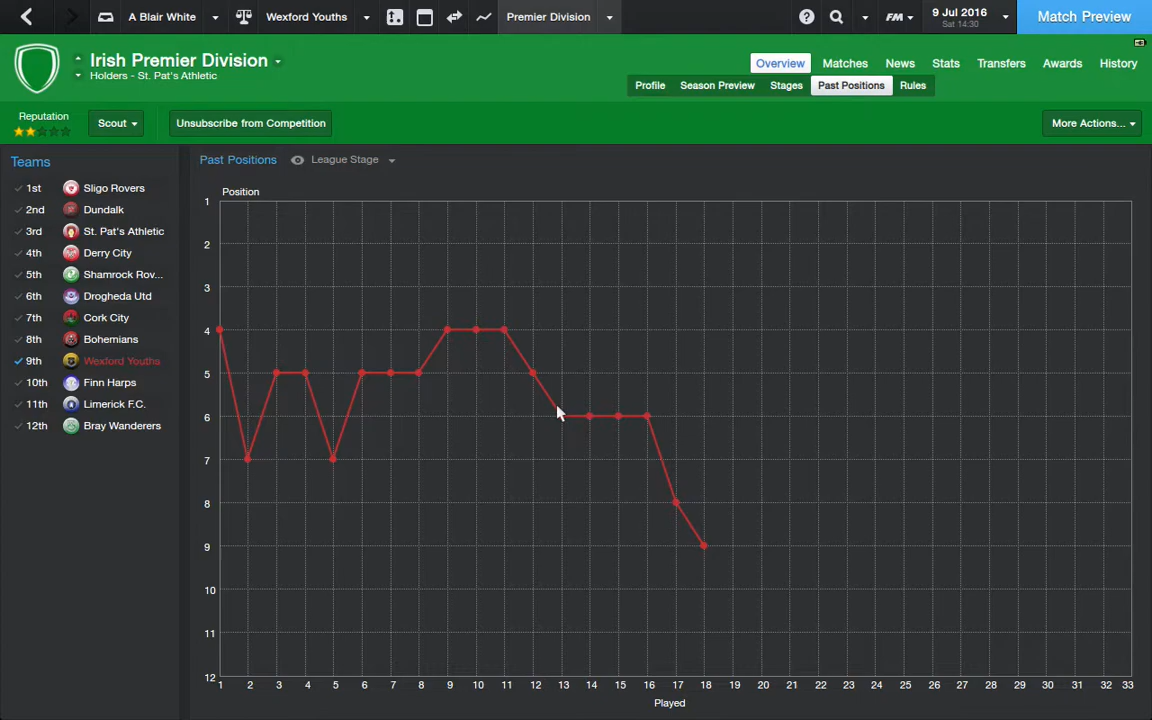 A Blair White
Wexford Youths
Premier Division
FM
9 Jul 2016
Sat 14:30
Match Preview
Irish Premier Division
Holders - St. Pat's Athletic
Overview
Matches
News
Stats
Transfers
Awards
History
Profile
Season Preview
Stages
Past Positions
Rules
Reputation
Scout
Unsubscribe from Competition
More Actions...
Teams
1st Sligo Rovers
2nd Dundalk
3rd St. Pat's Athletic
4th Derry City
5th Shamrock Rov...
6th Drogheda Utd
7th Cork City
8th Bohemians
9th Wexford Youths
10th Finn Harps
11th Limerick F.C.
12th Bray Wanderers
Past Positions
League Stage
Position
1
2
3
4
5
6
7
8
9
10
11
12
1 2 3 4 5 6 7 8 9 10 11 12 13 14 15 16 17 18 19 20 21 22 23 24 25 26 27 28 29 30 31 32 33
Played